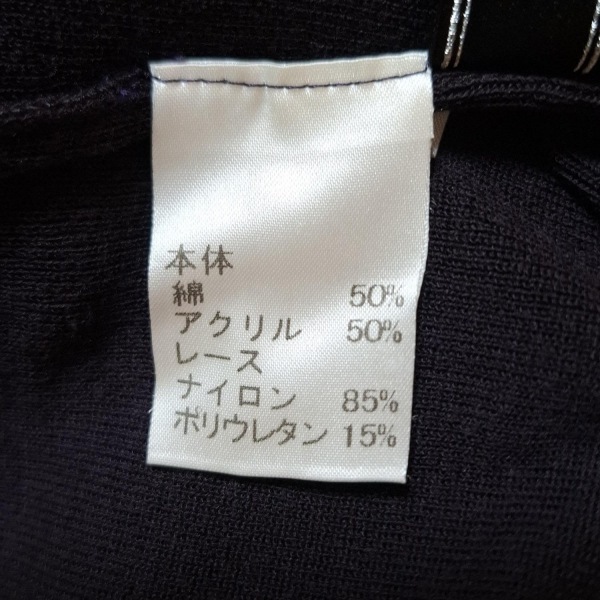 本体
綿 50%
アクリル 50%
レース
ナイロン 85%
ポリウレタン 15%